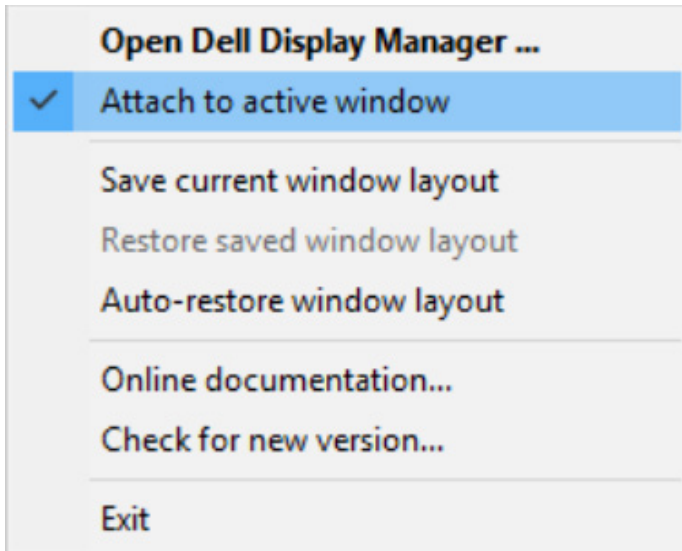 Open Dell Display Manager ...
Attach to active window
Save current window layout
Restore saved window layout
Auto-restore window layout
Online documentation...
Check for new version...
Exit